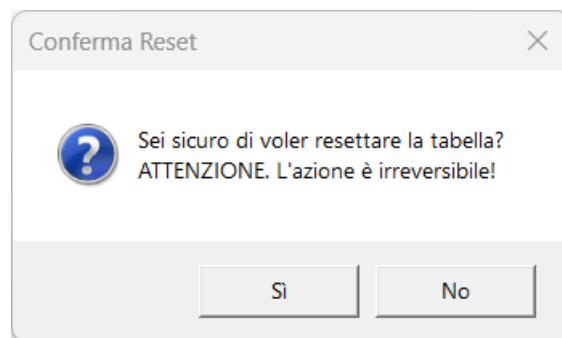 Conferma Reset
Sei sicuro di voler resettare la tabella?
ATTENZIONE. L'azione è irreversibile!
Sì
No